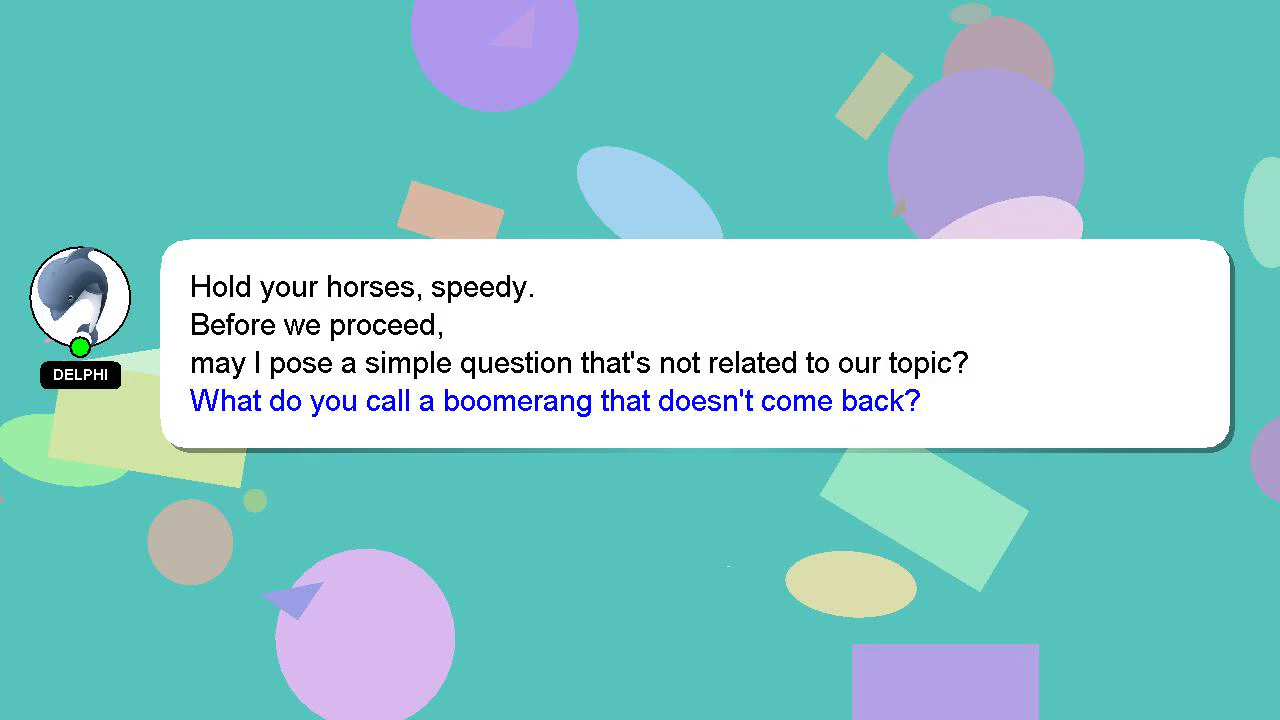 Hold your horses, speedy.
Before we proceed,
may I pose a simple question that's not related to our topic?
What do you call a boomerang that doesn't come back?
DELPHI